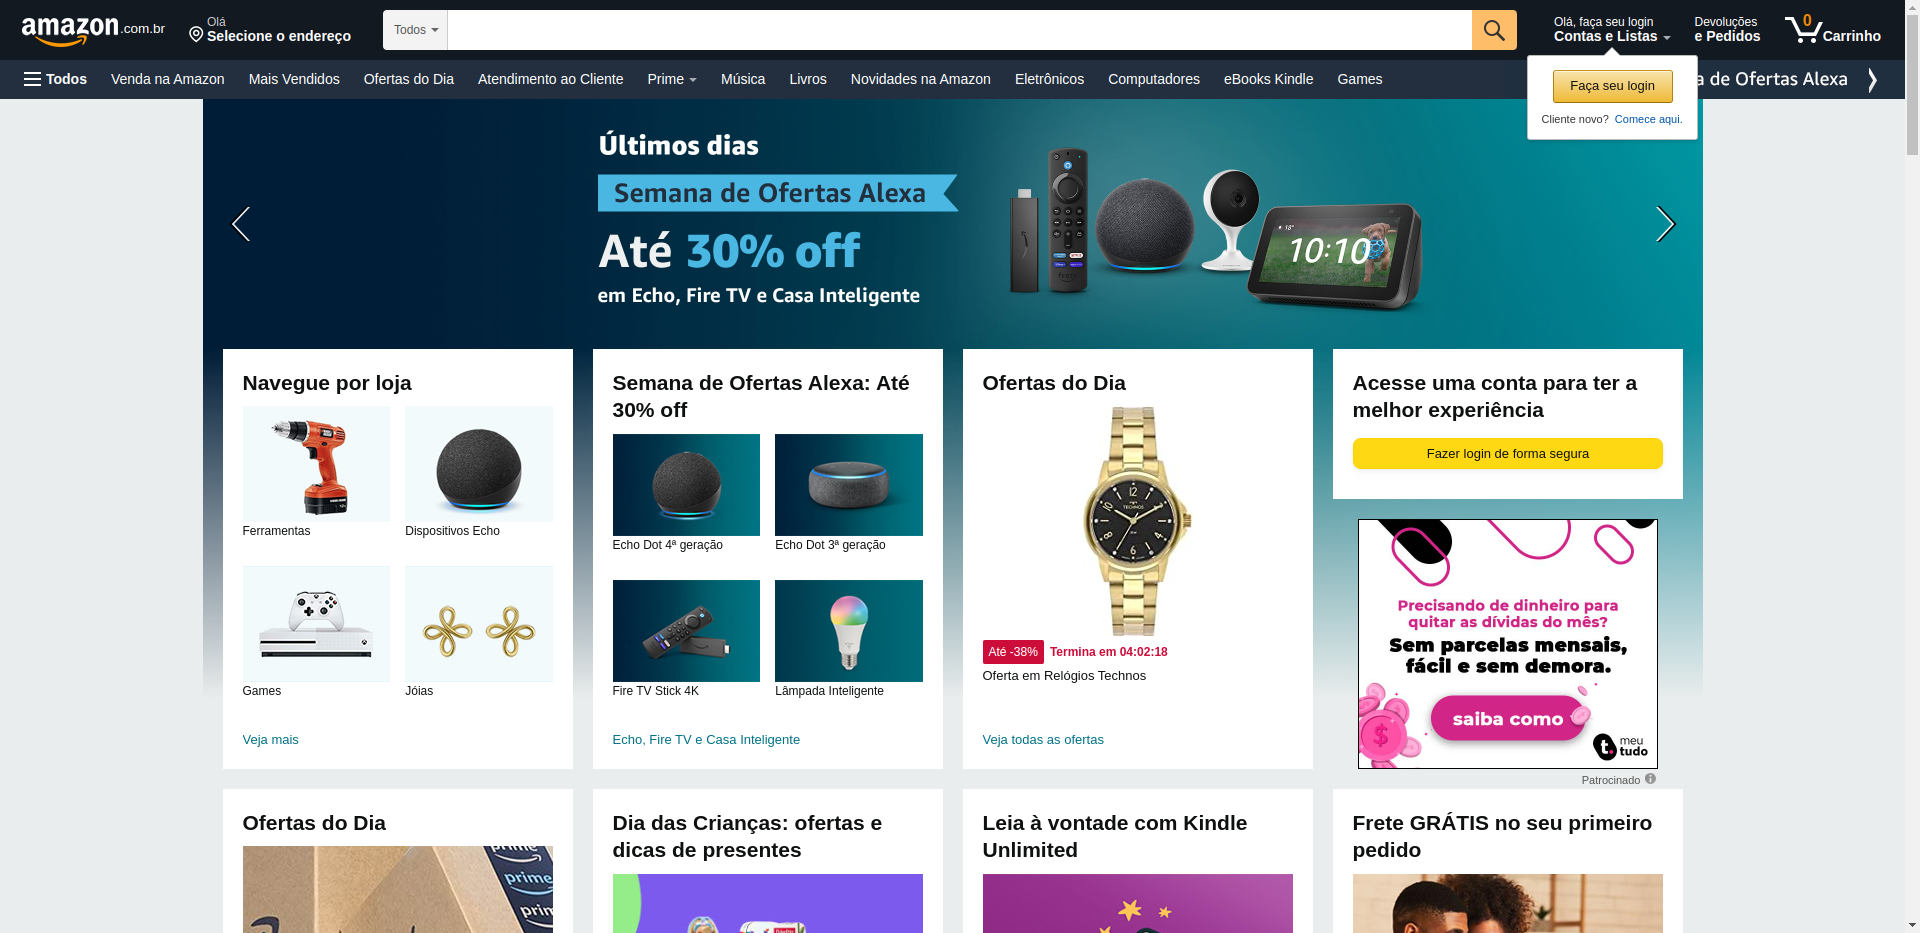 amazon.com.br
Olá
Selecione o endereço
Todos
Olá, faça seu login
Contas e Listas
Devoluções
e Pedidos
0
Carrinho
Todos
Venda na Amazon
Mais Vendidos
Ofertas do Dia
Atendimento ao Cliente
Prime
Música
Livros
Novidades na Amazon
Eletrônicos
Computadores
eBooks Kindle
Games
a de Ofertas Alexa
Faça seu login
Cliente novo? Comece aqui.
Últimos dias
Semana de Ofertas Alexa
Até 30% off
em Echo, Fire TV e Casa Inteligente
10:10
Navegue por loja
Ferramentas
Dispositivos Echo
Games
Jóias
Veja mais
Semana de Ofertas Alexa: Até
30% off
Echo Dot 4ª geração
Echo Dot 3ª geração
Fire TV Stick 4K
Lâmpada Inteligente
Echo, Fire TV e Casa Inteligente
Ofertas do Dia
TECHNOS
Até -38%
Termina em 04:02:18
Oferta em Relógios Technos
Veja todas as ofertas
Acesse uma conta para ter a
melhor experiência
Fazer login de forma segura
Precisando de dinheiro para
quitar as dívidas do mês?
Sem parcelas mensais,
fácil e sem demora.
saiba como
t.
meu
tudo
Patrocinado
Ofertas do Dia
prime
prime
Dia das Crianças: ofertas e
dicas de presentes
Leia à vontade com Kindle
Unlimited
Frete GRÁTIS no seu primeiro
pedido